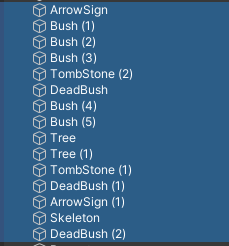 ArrowSign
Bush (1)
Bush (2)
Bush (3)
TombStone (2)
DeadBush
Bush (4)
Bush (5)
Tree
Tree (1)
TombStone (1)
DeadBush (1)
ArrowSign (1)
Skeleton
DeadBush (2)